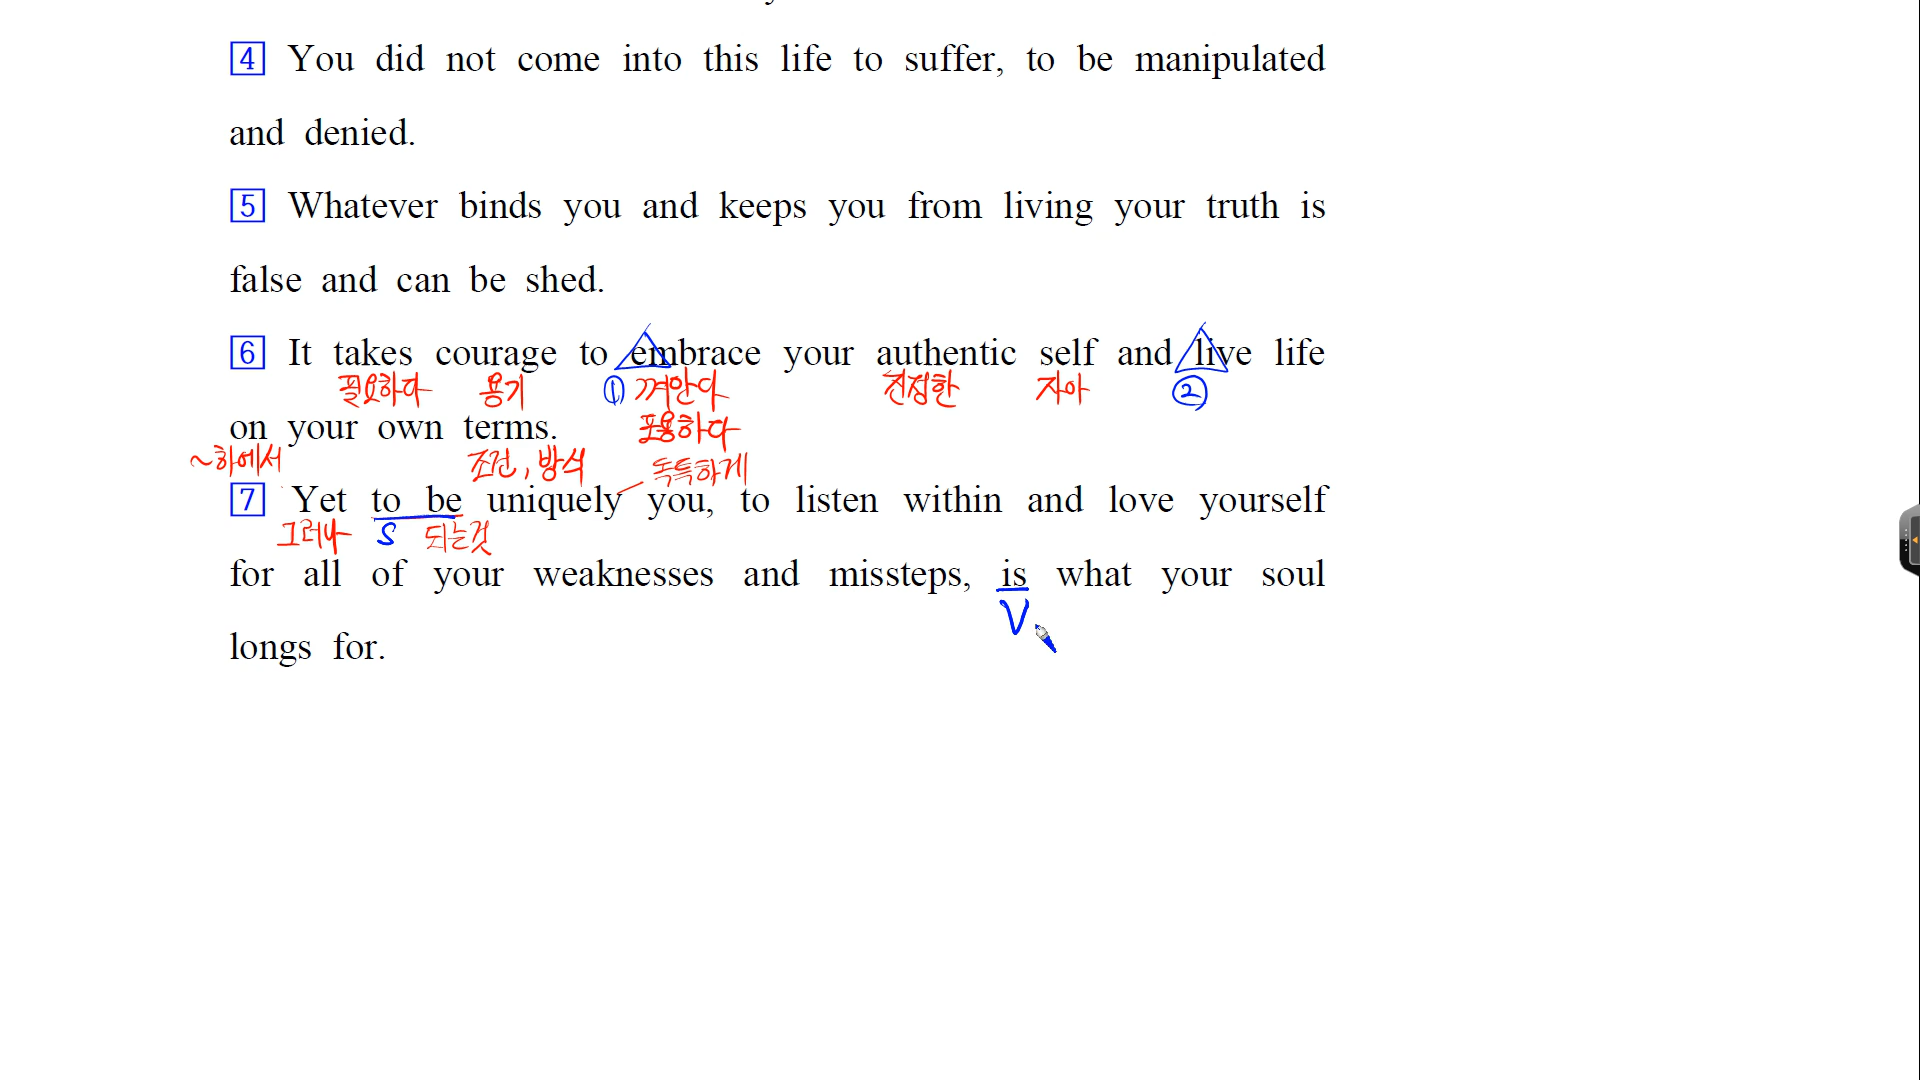 4 You did not come into this life to suffer, to be manipulated
and denied.
5 Whatever binds you and keeps you from living your truth is
false and can be shed.
6 It takes courage to embrace your authentic self and live life
필요하다 용기 ① 껴안다 진정한 자아 ②
on your own terms. 포용하다
~하에서 조건, 방식 독특하게
7 Yet to be uniquely you, to listen within and love yourself
그러나 S 되는것
for all of your weaknesses and missteps, is what your soul
V
longs for.